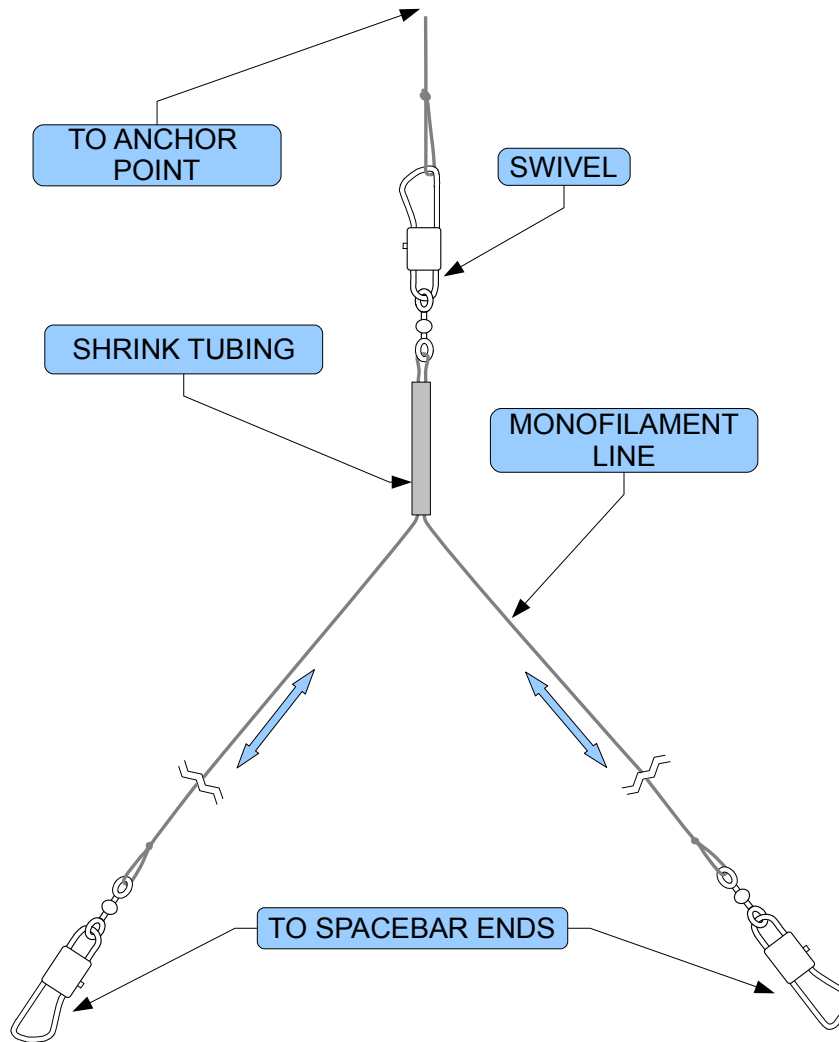 TO ANCHOR
POINT
SWIVEL
SHRINK TUBING
MONOFILAMENT
LINE
TO SPACEBAR ENDS